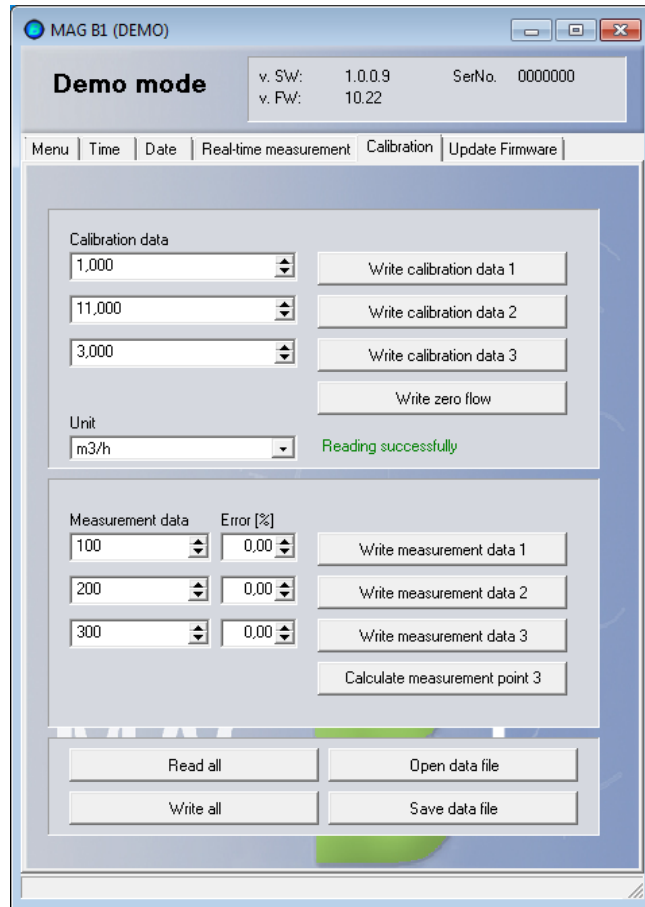 MAG B1 (DEMO)
Demo mode
v. SW: 1.0.0.9 SerNo. 0000000
v. FW: 10.22
Menu Time Date Real-time measurement Calibration Update Firmware
Calibration data
1,000 Write calibration data 1
11,000 Write calibration data 2
3,000 Write calibration data 3
Write zero flow
Unit
m3/h Reading successfully
Measurement data Error [%]
100 0,00 Write measurement data 1
200 0,00 Write measurement data 2
300 0,00 Write measurement data 3
Calculate measurement point 3
Read all Open data file
Write all Save data file